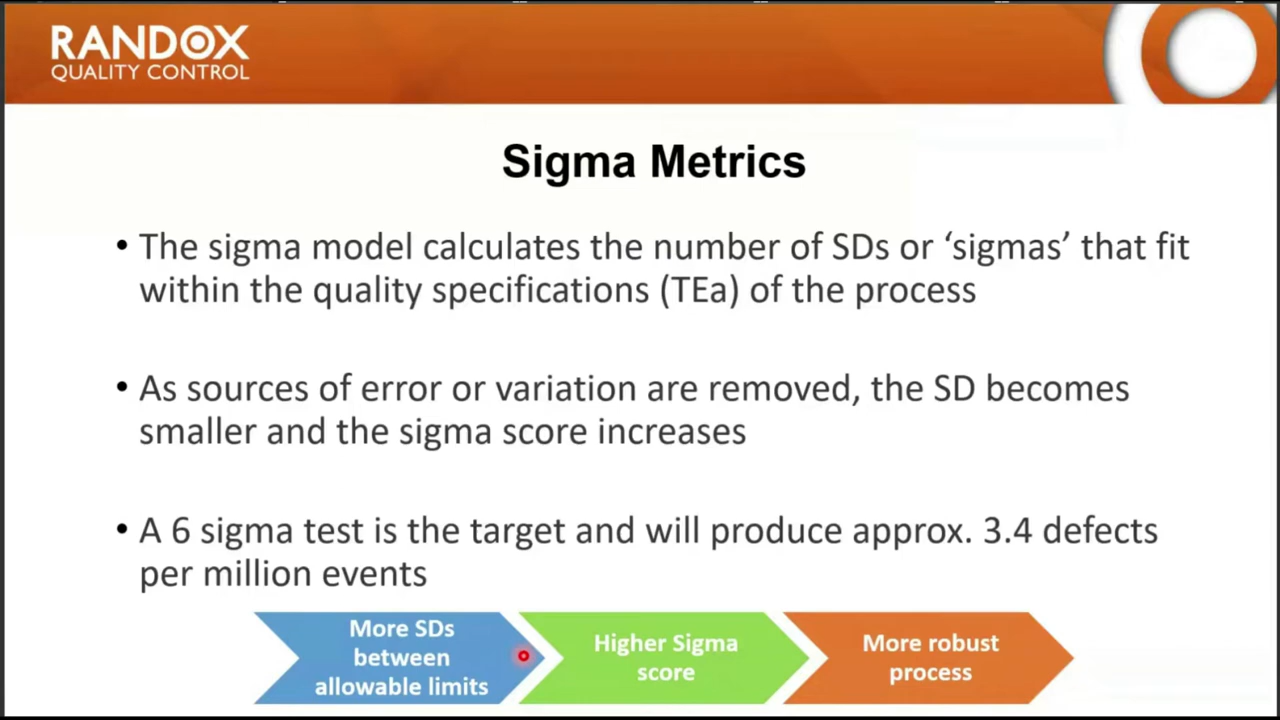 RANDOX
QUALITY CONTROL
Sigma Metrics
• The sigma model calculates the number of SDs or ‘sigmas’ that fit
within the quality specifications (TEa) of the process
• As sources of error or variation are removed, the SD becomes
smaller and the sigma score increases
• A 6 sigma test is the target and will produce approx. 3.4 defects
per million events
More SDs
between
allowable limits
Higher Sigma
score
More robust
process